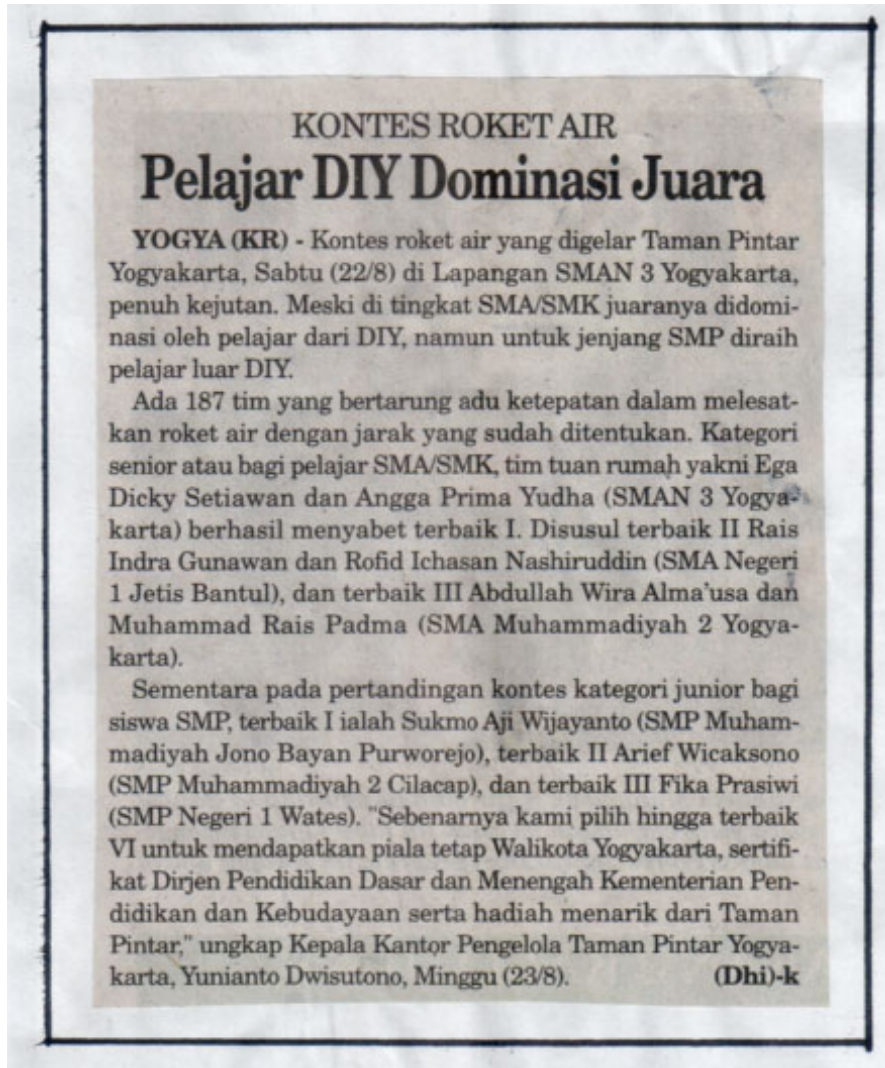 KONTES ROKET AIR
Pelajar DIY Dominasi Juara
YOGYA (KR) - Kontes roket air yang digelar Taman Pintar
Yogyakarta, Sabtu (22/8) di Lapangan SMAN 3 Yogyakarta,
penuh kejutan. Meski di tingkat SMA/SMK juaranya didomi-
nasi oleh pelajar dari DIY, namun untuk jenjang SMP diraih
pelajar luar DIY.
Ada 187 tim yang bertarung adu ketepatan dalam melesat-
kan roket air dengan jarak yang sudah ditentukan. Kategori
senior atau bagi pelajar SMA/SMK, tim tuan rumah yakni Ega
Dicky Setiawan dan Angga Prima Yudha (SMAN 3 Yogya-
karta) berhasil menyabet terbaik I. Disusul terbaik II Rais
Indra Gunawan dan Rofid Ichasan Nashiruddin (SMA Negeri
1 Jetis Bantul), dan terbaik III Abdullah Wira Alma'usa dan
Muhammad Rais Padma (SMA Muhammadiyah 2 Yogya-
karta).
Sementara pada pertandingan kontes kategori junior bagi
siswa SMP, terbaik I ialah Sukmo Aji Wijayanto (SMP Muham-
madiyah Jono Bayan Purworejo), terbaik II Arief Wicaksono
(SMP Muhammadiyah 2 Cilacap), dan terbaik III Fika Prasiwi
(SMP Negeri 1 Wates). "Sebenarnya kami pilih hingga terbaik
VI untuk mendapatkan piala tetap Walikota Yogyakarta, sertifi-
kat Dirjen Pendidikan Dasar dan Menengah Kementerian Pen-
didikan dan Kebudayaan serta hadiah menarik dari Taman
Pintar," ungkap Kepala Kantor Pengelola Taman Pintar Yogya-
karta, Yunianto Dwisutono, Minggu (23/8). (Dhi)-k